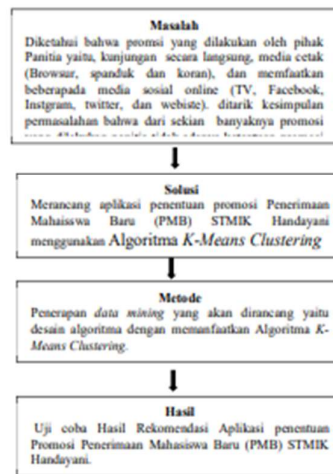 Masalah
Diketahui bahwa promsi yang dilakukan oleh pihak
Panitia yaitu, kunjungan secara langsung, media cetak
(Browsur, spanduk dan koran), dan memfaatkan
beberapada media sosial online (TV, Facebook,
Instgram, twitter, dan webiste). ditarik kesimpulan
permasalahan bahwa dari sekian banyaknya promosi
Solusi
Merancang aplikasi penentuan promosi Penerimaan
Mahaisswa Baru (PMB) STMIK Handayani
menggunakan Algoritma K-Means Clustering
Metode
Penerapan data mining yang akan dirancang yaitu
desain algoritma dengan memanfaatkan Algoritma K-
Means Clustering.
Hasil
Uji coba Hasil Rekomendasi Aplikasi penentuan
Promosi Penerimaan Mahasiswa Baru (PMB) STMIK
Handayani.